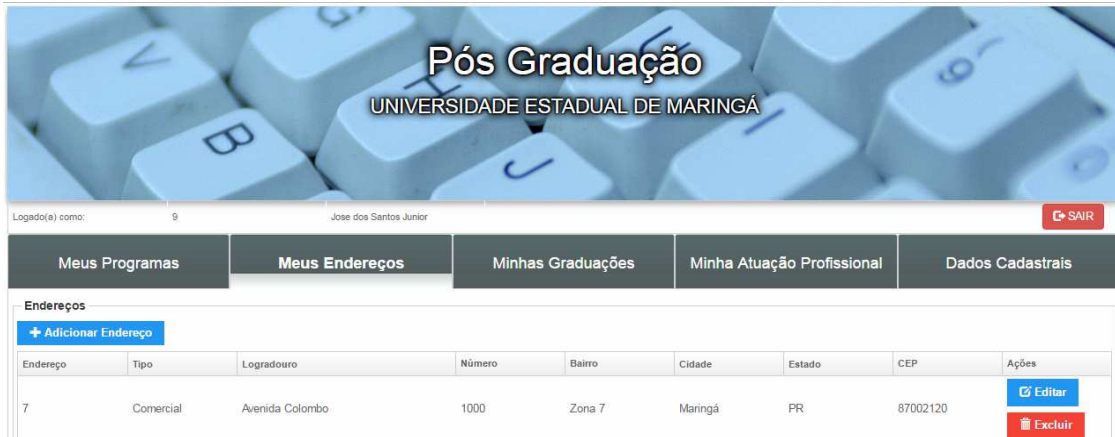 Pós Graduação
UNIVERSIDADE ESTADUAL DE MARINGÁ
V
G
H
B
J
9
Logado(a) como: 9 Jose dos Santos Junior SAIR
Meus Programas Meus Endereços Minhas Graduações Minha Atuação Profissional Dados Cadastrais
Endereços
Adicionar Endereço
Endereço Tipo Logradouro Número Bairro Cidade Estado CEP Ações
7 Comercial Avenida Colombo 1000 Zona 7 Maringá PR 87002120 Editar
Excluir